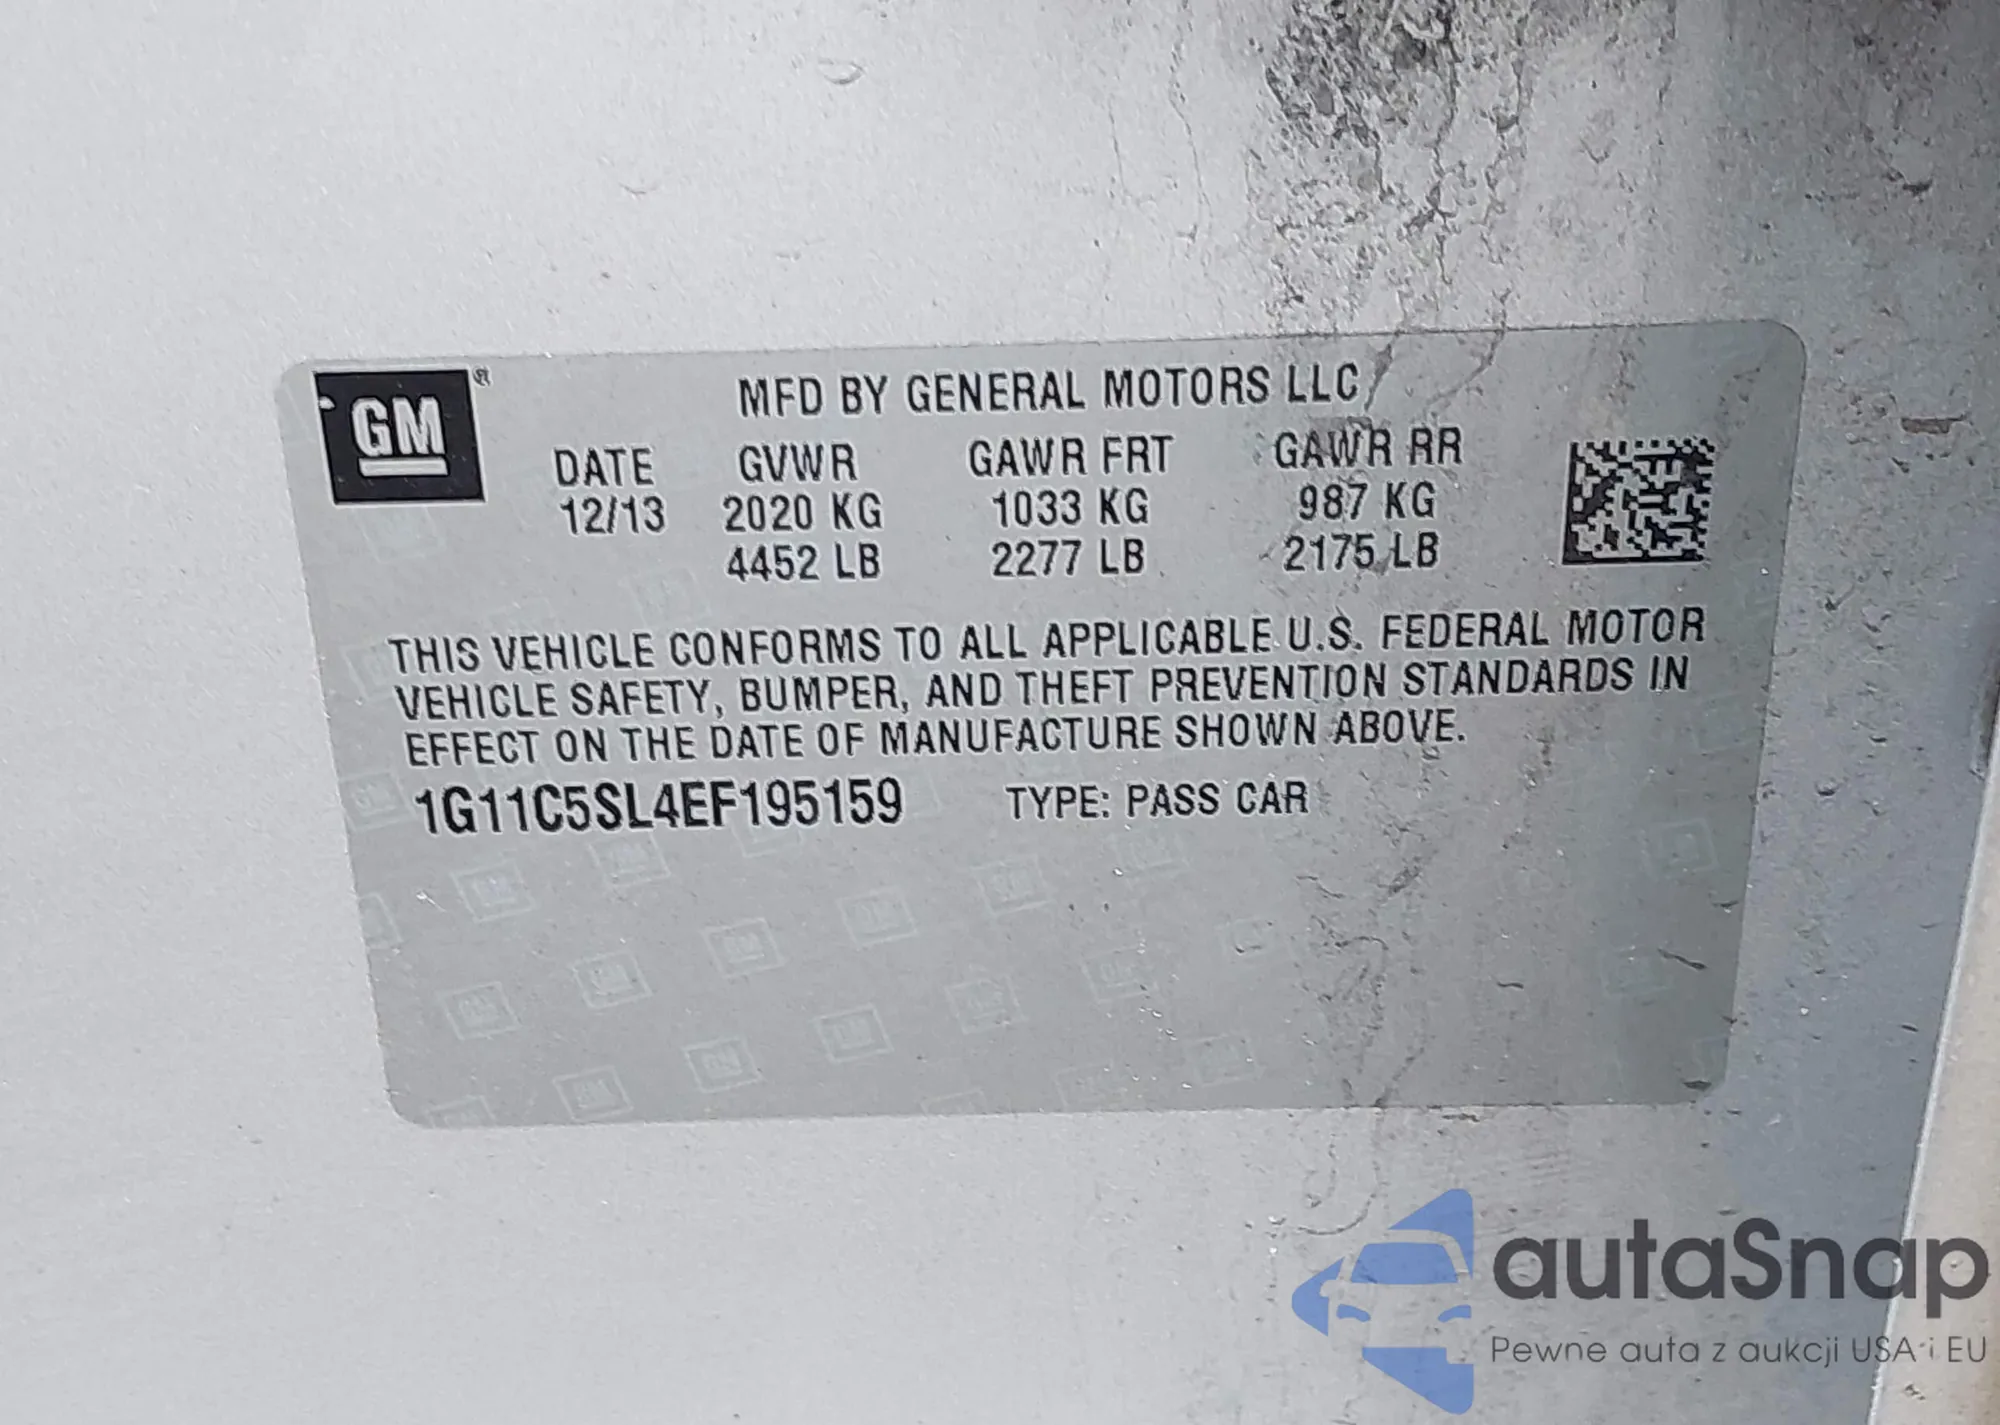 GM ®
MFD BY GENERAL MOTORS LLC
DATE GVWR GAWR FRT GAWR RR
12/13 2020 KG 1033 KG 987 KG
4452 LB 2277 LB 2175 LB
THIS VEHICLE CONFORMS TO ALL APPLICABLE U.S. FEDERAL MOTOR
VEHICLE SAFETY, BUMPER, AND THEFT PREVENTION STANDARDS IN
EFFECT ON THE DATE OF MANUFACTURE SHOWN ABOVE.
1G11C5SL4EF195159 TYPE: PASS CAR
autaSnap
Pewne auta z aukcji USA i EU